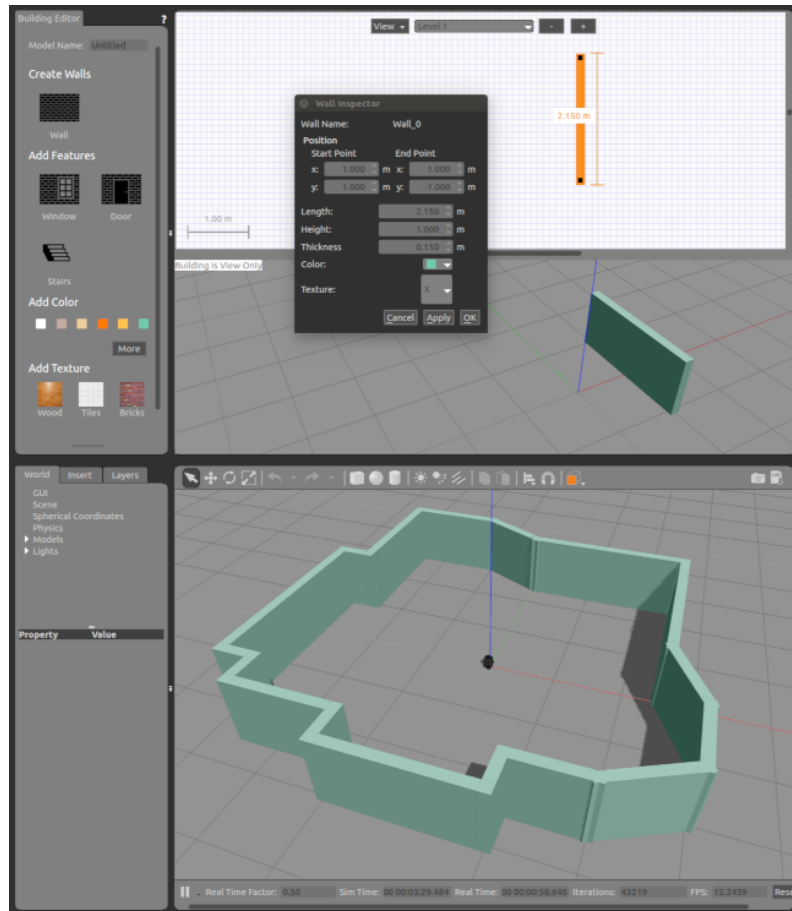 Building Editor
?
Model Name: Untitled
Create Walls
Wall
Add Features
Window Door
Stairs
Add Color
More
Add Texture
Wood Tiles Bricks
View Level 1 - +
2.150 m
1.00 m
Building is View Only
Wall Inspector
Wall Name: Wall_0
Position
Start Point End Point
x: 1.000 m x: 1.000 m
y: 1.000 m y: -1.000 m
Length: 2.150 m
Height: 1.000 m
Thickness 0.150 m
Color:
Texture: X
Cancel Apply OK
World Insert Layers
GUI
Scene
Spherical Coordinates
Physics
Models
Lights
Property Value
Real Time Factor: 0.50 Sim Time: 00 00:03:29.484 Real Time: 00 00:00:58.646 Iterations: 43219 FPS: 15.2439 Rese